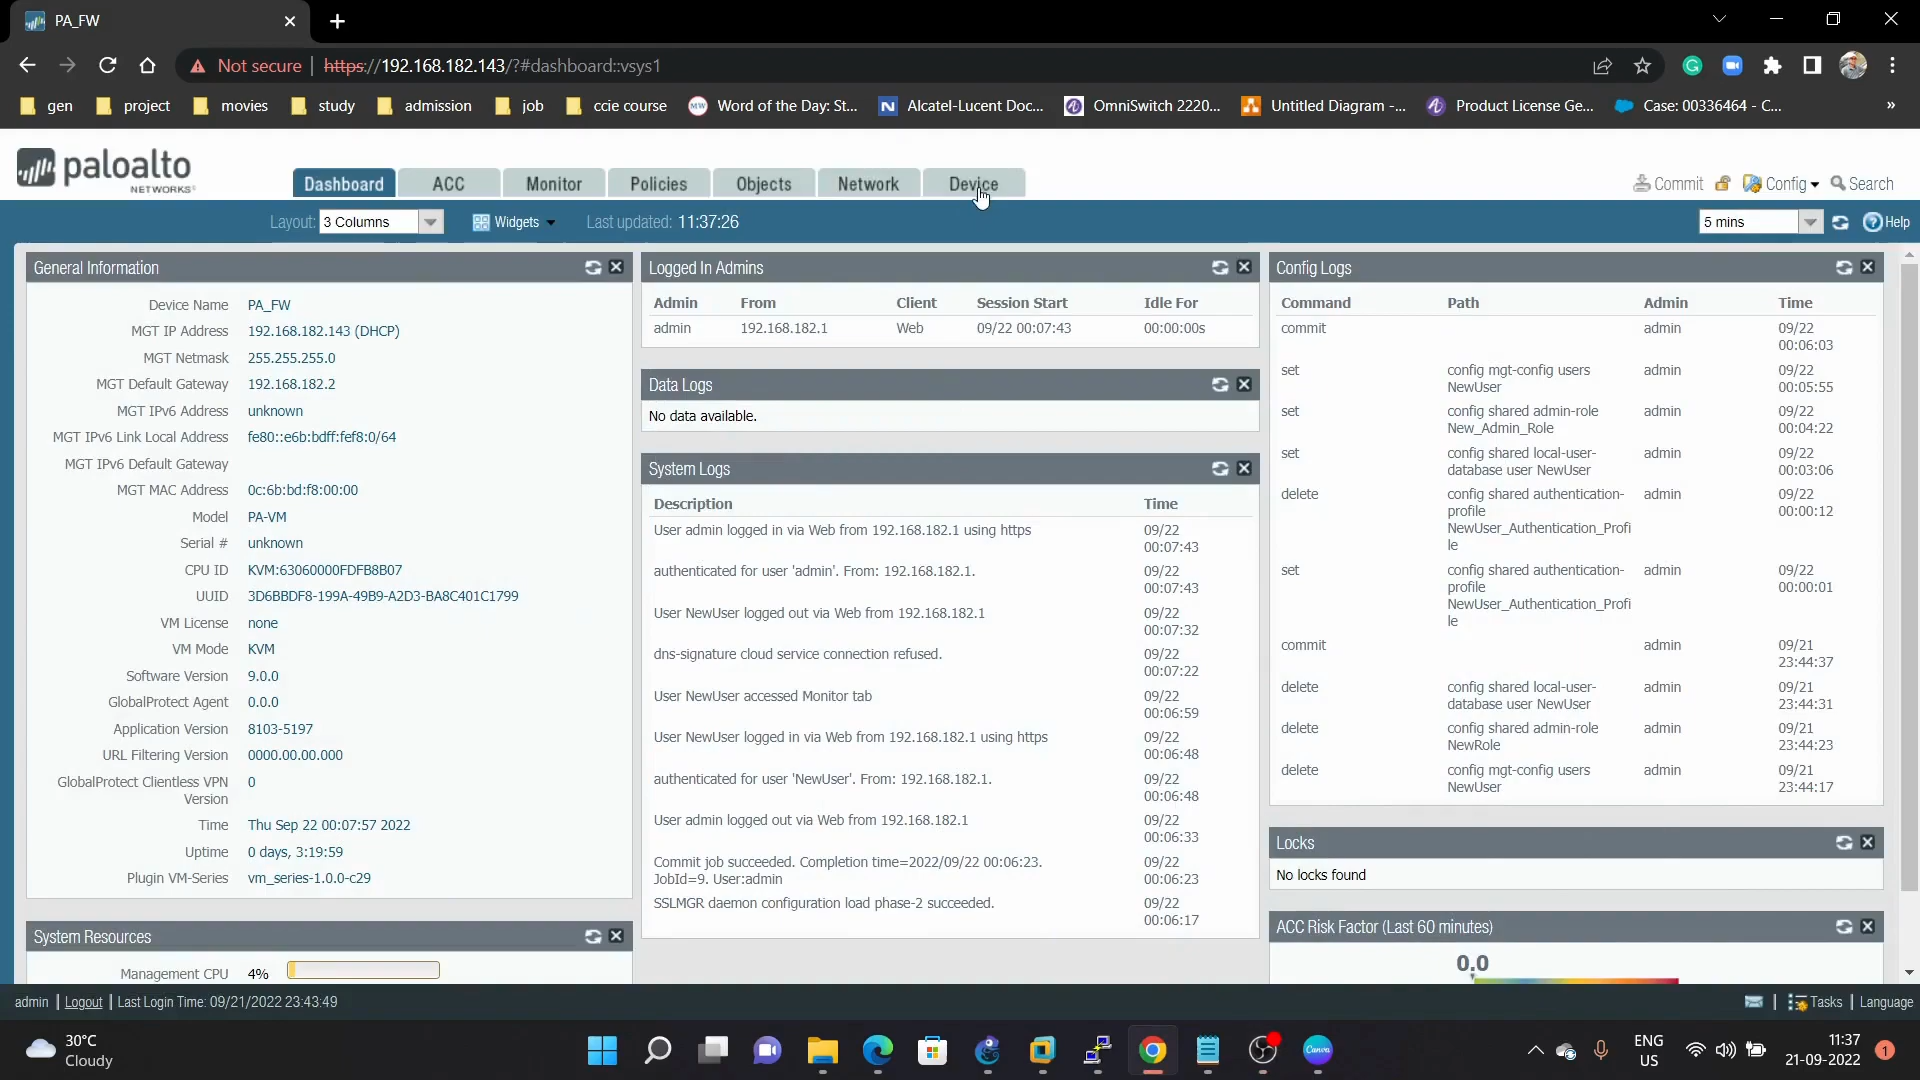 PA_FW
Not secure | https://192.168.182.143/?#dashboard::vsys1
gen project movies study admission job ccie course Word of the Day: St... Alcatel-Lucent Doc... OmniSwitch 2220... Untitled Diagram -... Product License Ge... Case: 00336464 - C... »
paloalto
NETWORKS
Dashboard ACC Monitor Policies Objects Network Device
Commit Config Search
Layout: 3 Columns Widgets Last updated: 11:37:26 5 mins Help
General Information
Device Name PA_FW
MGT IP Address 192.168.182.143 (DHCP)
MGT Netmask 255.255.255.0
MGT Default Gateway 192.168.182.2
MGT IPv6 Address unknown
MGT IPv6 Link Local Address fe80::e6b:bdff:fef8:0/64
MGT IPv6 Default Gateway
MGT MAC Address 0c:6b:bd:f8:00:00
Model PA-VM
Serial # unknown
CPU ID KVM:63060000FDFB8B07
UUID 3D6BBDF8-199A-49B9-A2D3-BA8C401C1799
VM License none
VM Mode KVM
Software Version 9.0.0
GlobalProtect Agent 0.0.0
Application Version 8103-5197
URL Filtering Version 0000.00.00.000
GlobalProtect Clientless VPN 0
Version
Time Thu Sep 22 00:07:57 2022
Uptime 0 days, 3:19:59
Plugin VM-Series vm_series-1.0.0-c29
System Resources
Management CPU 4%
Logged In Admins
Admin From Client Session Start Idle For
admin 192.168.182.1 Web 09/22 00:07:43 00:00:00s
Data Logs
No data available.
System Logs
Description Time
User admin logged in via Web from 192.168.182.1 using https 09/22
00:07:43
authenticated for user 'admin'. From: 192.168.182.1. 09/22
00:07:43
User NewUser logged out via Web from 192.168.182.1 09/22
00:07:32
dns-signature cloud service connection refused. 09/22
00:07:22
User NewUser accessed Monitor tab 09/22
00:06:59
User NewUser logged in via Web from 192.168.182.1 using https 09/22
00:06:48
authenticated for user 'NewUser'. From: 192.168.182.1. 09/22
00:06:48
User admin logged out via Web from 192.168.182.1 09/22
00:06:33
Commit job succeeded. Completion time=2022/09/22 00:06:23. 09/22
JobId=9. User:admin 00:06:23
SSLMGR daemon configuration load phase-2 succeeded. 09/22
00:06:17
Config Logs
Command Path Admin Time
commit admin 09/22
00:06:03
set config mgt-config users admin 09/22
NewUser 00:05:55
set config shared admin-role admin 09/22
New_Admin_Role 00:04:22
set config shared local-user- admin 09/22
database user NewUser 00:03:06
delete config shared authentication- admin 09/22
profile 00:00:12
NewUser_Authentication_Profi
le
set config shared authentication- admin 09/22
profile 00:00:01
NewUser_Authentication_Profi
le
commit admin 09/21
23:44:37
delete config shared local-user- admin 09/21
database user NewUser 23:44:31
delete config shared admin-role admin 09/21
NewRole 23:44:23
delete config mgt-config users admin 09/21
NewUser 23:44:17
Locks
No locks found
ACC Risk Factor (Last 60 minutes)
0.0
admin | Logout | Last Login Time: 09/21/2022 23:43:49 | Tasks | Language
30°C
Cloudy
Canva
ENG
US
11:37
21-09-2022
1